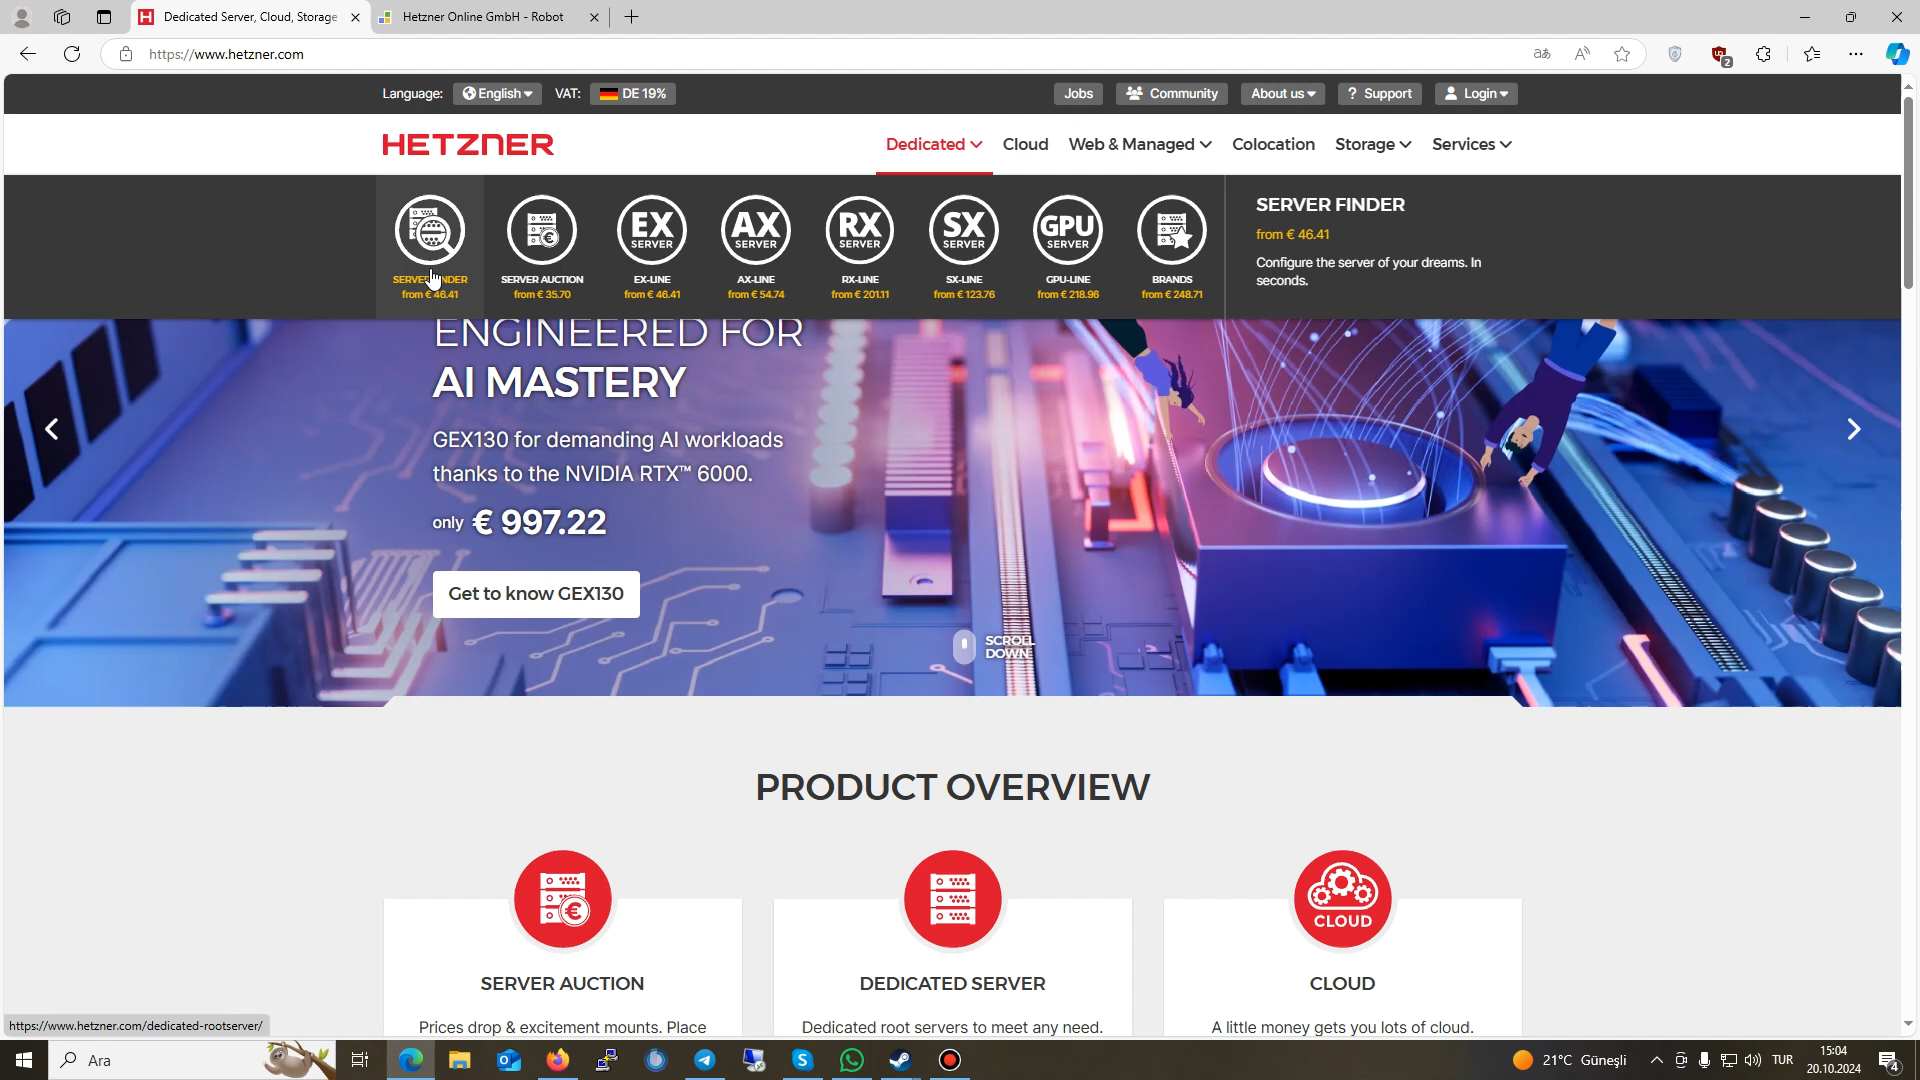 Dedicated Server, Cloud, Storage
Hetzner Online GmbH - Robot
https://www.hetzner.com
Language: English VAT: DE 19%
Jobs Community About us ? Support Login
HETZNER
Dedicated Cloud Web & Managed Colocation Storage Services
EX SERVER
AX SERVER
RX SERVER
SX SERVER
GPU SERVER
from € 46.41
SERVER AUCTION
from € 35.70
EX-LINE
from € 46.41
AX-LINE
from € 54.74
RX-LINE
from € 201.11
SX-LINE
from € 123.76
GPU-LINE
from € 218.96
BRANDS
from € 248.71
SERVER FINDER
from € 46.41
Configure the server of your dreams. In
seconds.
ENGINEERED FOR
AI MASTERY
GEX130 for demanding AI workloads
thanks to the NVIDIA RTX™ 6000.
only € 997.22
Get to know GEX130
SCROLL
DOWN
PRODUCT OVERVIEW
CLOUD
SERVER AUCTION
DEDICATED SERVER
CLOUD
Prices drop & excitement mounts. Place
Dedicated root servers to meet any need.
A little money gets you lots of cloud.
https://www.hetzner.com/dedicated-rootserver/
Ara
21°C Güneşli
TUR
15:04
20.10.2024
4